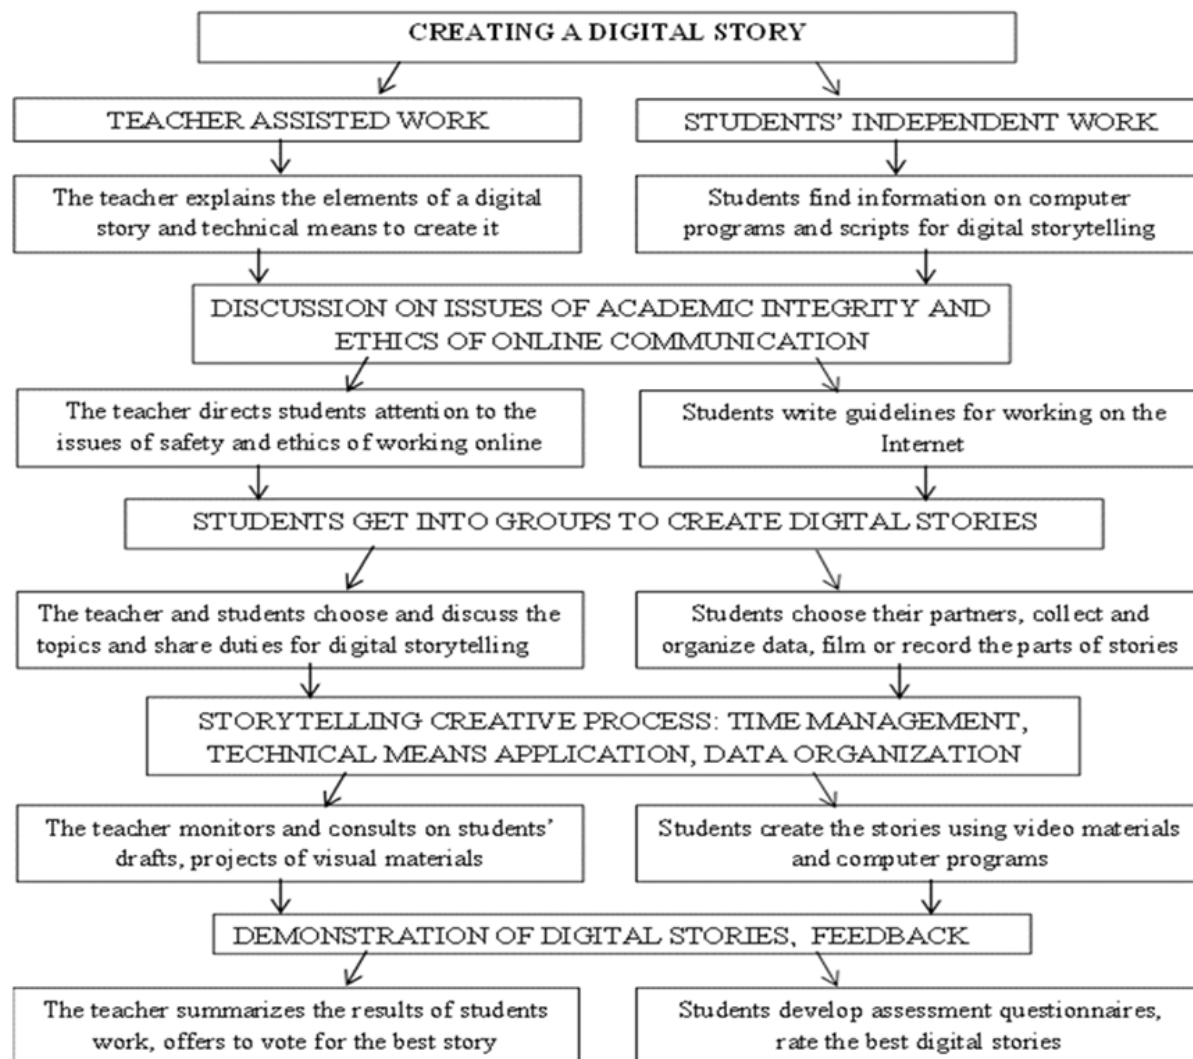 CREATING A DIGITAL STORY
TEACHER ASSISTED WORK
STUDENTS’ INDEPENDENT WORK
The teacher explains the elements of a digital
story and technical means to create it
Students find information on computer
programs and scripts for digital storytelling
DISCUSSION ON ISSUES OF ACADEMIC INTEGRITY AND
ETHICS OF ONLINE COMMUNICATION
The teacher directs students attention to the
issues of safety and ethics of working online
Students write guidelines for working on the
Internet
STUDENTS GET INTO GROUPS TO CREATE DIGITAL STORIES
The teacher and students choose and discuss the
topics and share duties for digital storytelling
Students choose their partners, collect and
organize data, film or record the parts of stories
STORYTELLING CREATIVE PROCESS: TIME MANAGEMENT,
TECHNICAL MEANS APPLICATION, DATA ORGANIZATION
The teacher monitors and consults on students’
drafts, projects of visual materials
Students create the stories using video materials
and computer programs
DEMONSTRATION OF DIGITAL STORIES, FEEDBACK
The teacher summarizes the results of students
work, offers to vote for the best story
Students develop assessment questionnaires,
rate the best digital stories